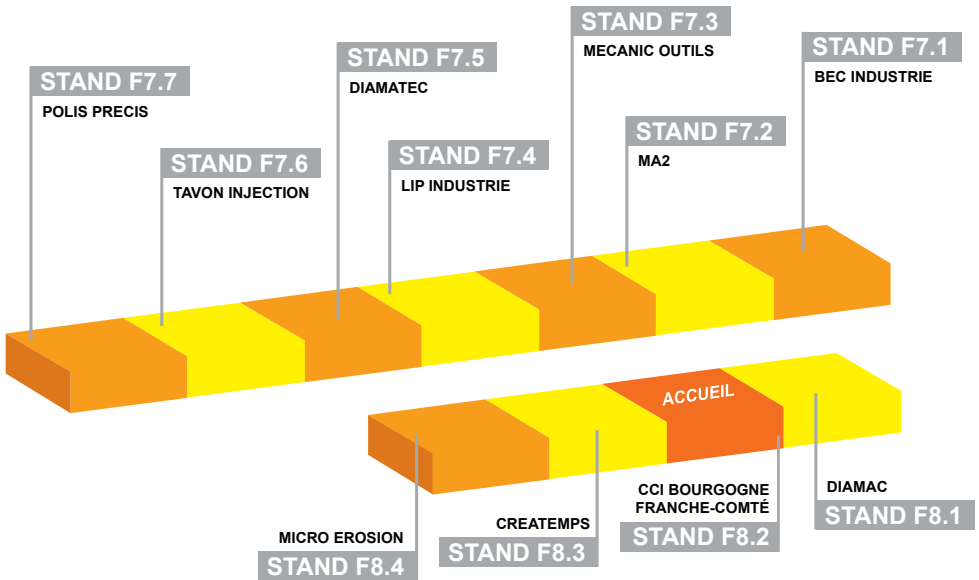 STAND F7.7
POLIS PRECIS
STAND F7.6
TAVON INJECTION
STAND F7.5
DIAMATEC
STAND F7.4
LIP INDUSTRIE
STAND F7.3
MECANIC OUTILS
STAND F7.2
MA2
STAND F7.1
BEC INDUSTRIE
ACCUEIL
MICRO EROSION
STAND F8.4
CREATEMPS
STAND F8.3
CCI BOURGOGNE
FRANCHE-COMTÉ
STAND F8.2
DIAMAC
STAND F8.1